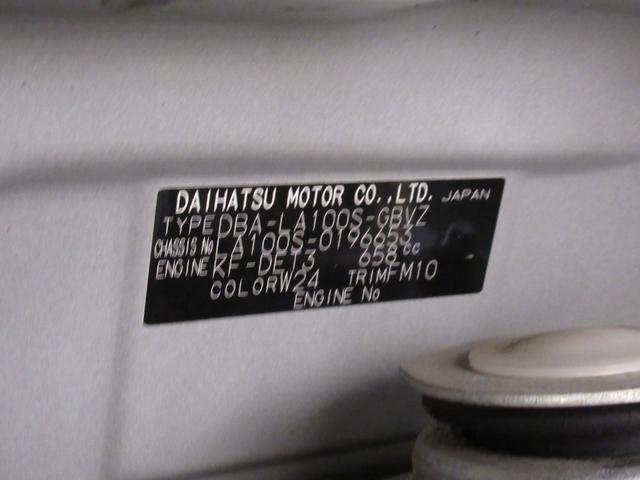 DAIHATSU MOTOR CO.,LTD. JAPAN
TYPE DBA-LA100S-GBVZ
CHASSIS No LA100S-0196653
ENGINE KF-DET3 658cc
COLOR W24 TRIM FM10
ENGINE No